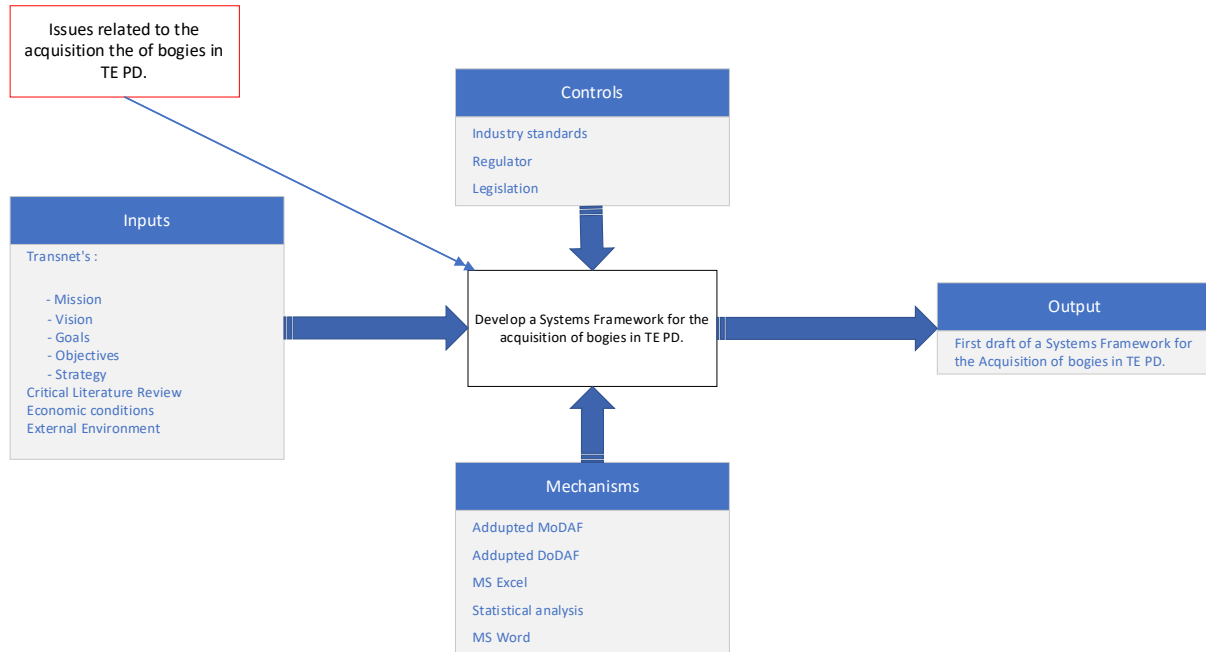 Issues related to the
acquisition the of bogies in
TE PD.
Controls
Industry standards
Regulator
Legislation
Inputs
Transnet's :
- Mission
- Vision
- Goals
- Objectives
- Strategy
Critical Literature Review
Economic conditions
External Environment
Develop a Systems Framework for the
acquisition of bogies in TE PD.
Output
First draft of a Systems Framework for
the Acquisition of bogies in TE PD.
Mechanisms
Addupted MoDAF
Addupted DoDAF
MS Excel
Statistical analysis
MS Word